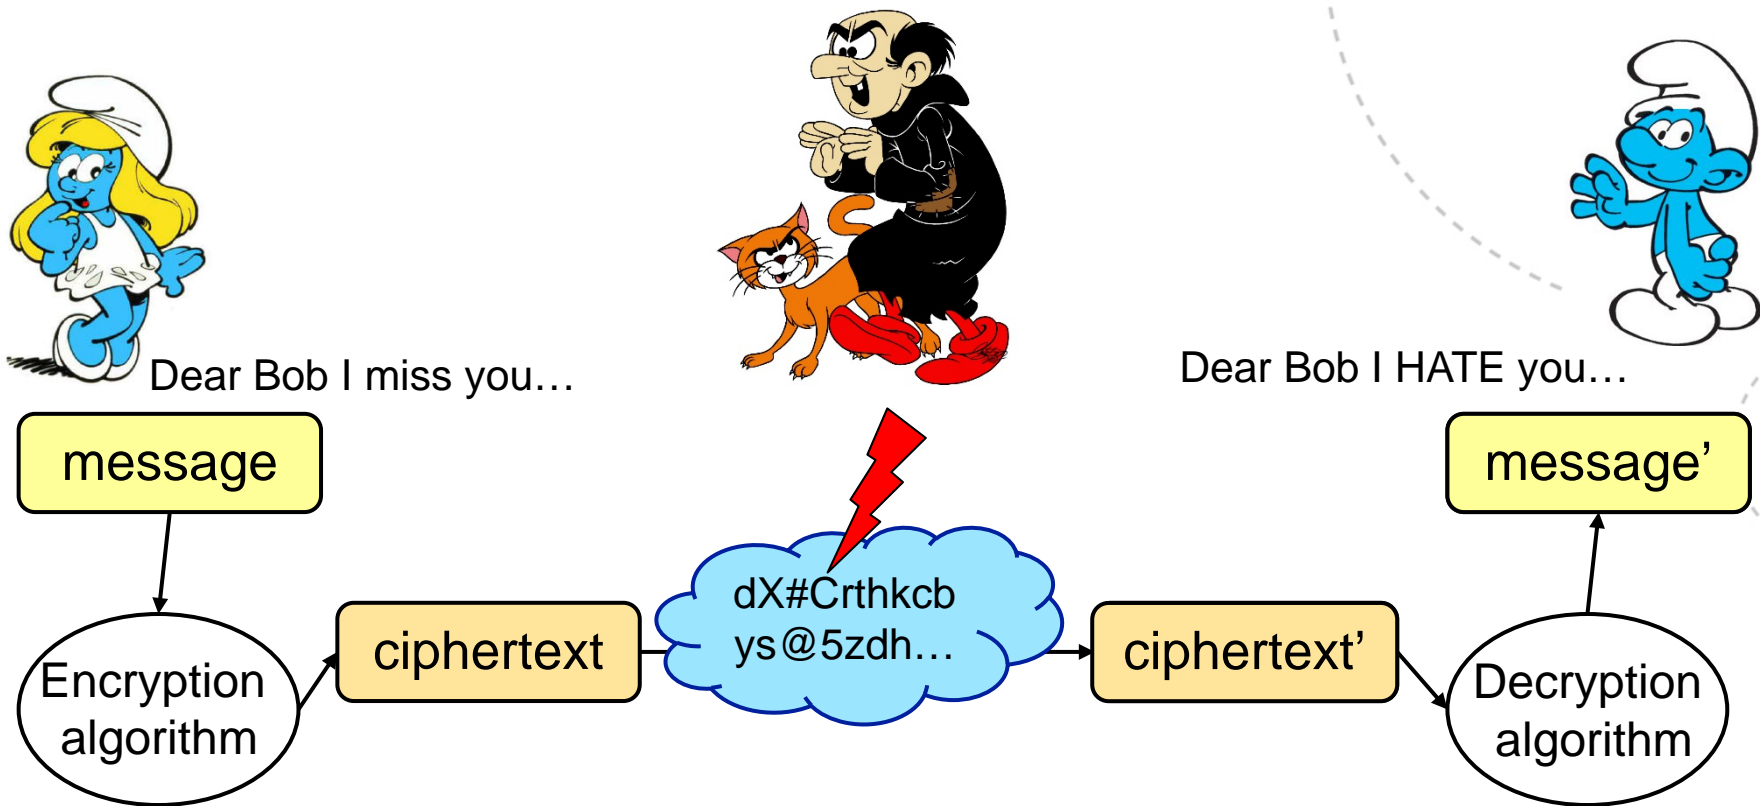 Dear Bob I miss you…
Dear Bob I HATE you…
message
message’
dX#Crthkcb
ys@5zdh…
ciphertext
ciphertext’
Encryption
algorithm
Decryption
algorithm